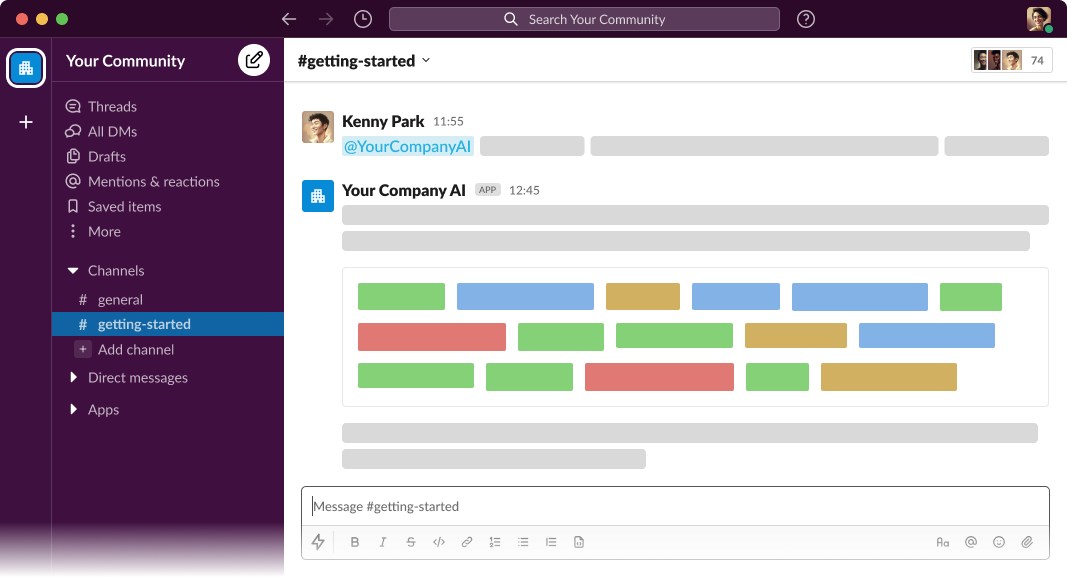 Search Your Community
Your Community
Threads
All DMs
Drafts
Mentions & reactions
Saved items
More
Channels
# general
# getting-started
+ Add channel
Direct messages
Apps
#getting-started
74
Kenny Park 11:55
@YourCompanyAI
Your Company AI APP 12:45
Message #getting-started
B I S
Aa @